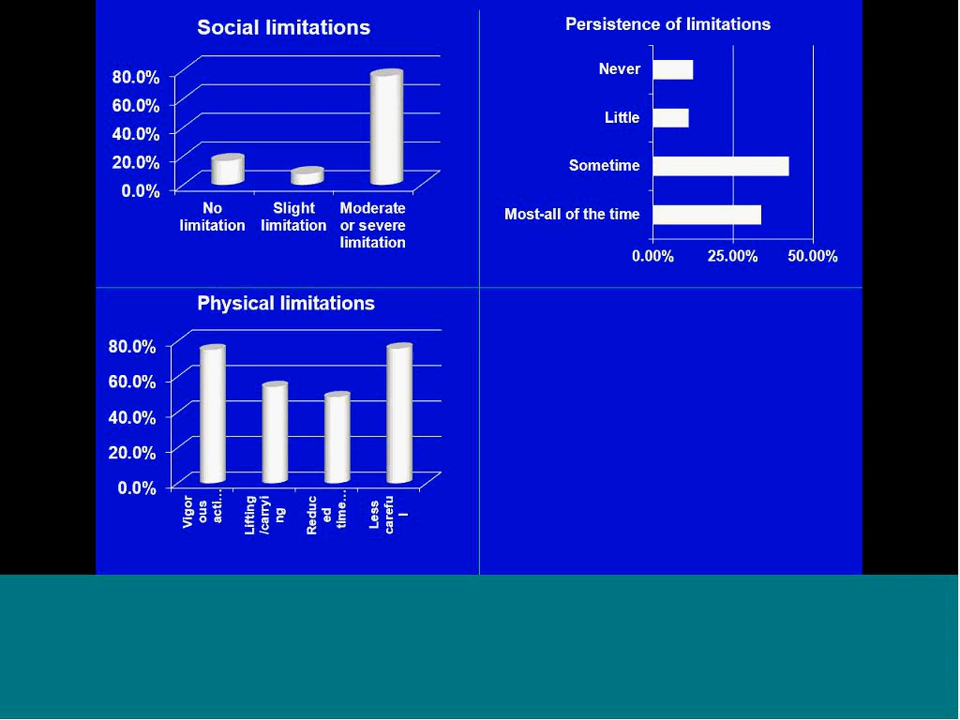 Social limitations
80.0%
60.0%
40.0%
20.0%
0.0%
No
limitation
Slight
limitation
Moderate
or severe
limitation
Persistence of limitations
Never
Little
Sometime
Most-all of the time
0.00%
25.00%
50.00%
Physical limitations
80.0%
60.0%
40.0%
20.0%
0.0%
Vigor
ous
acti...
Lifting
/carryi
ng
Reduc
ed
time...
Less
carefu
l